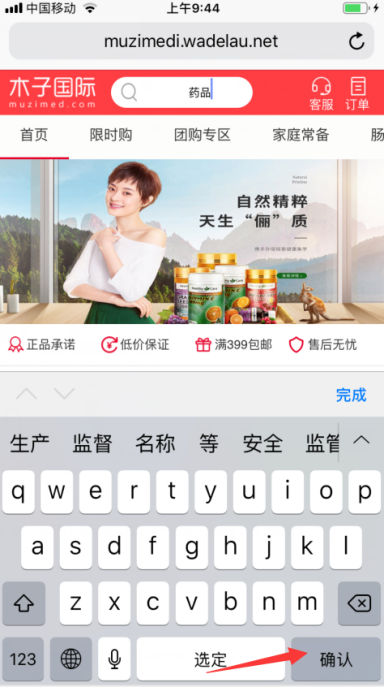 中国移动 上午9:44
muzimedi.wadelau.net
木子国际
muzimed.com
药品
客服 订单
首页 限时购 团购专区 家庭常备 肠
自然精粹
天生“俪”质
正品承诺 低价保证 满399包邮 售后无忧
完成
生产 监督 名称 等 安全 监管
q w e r t y u i o p
a s d f g h j k l
z x c v b n m
123 选定 确认